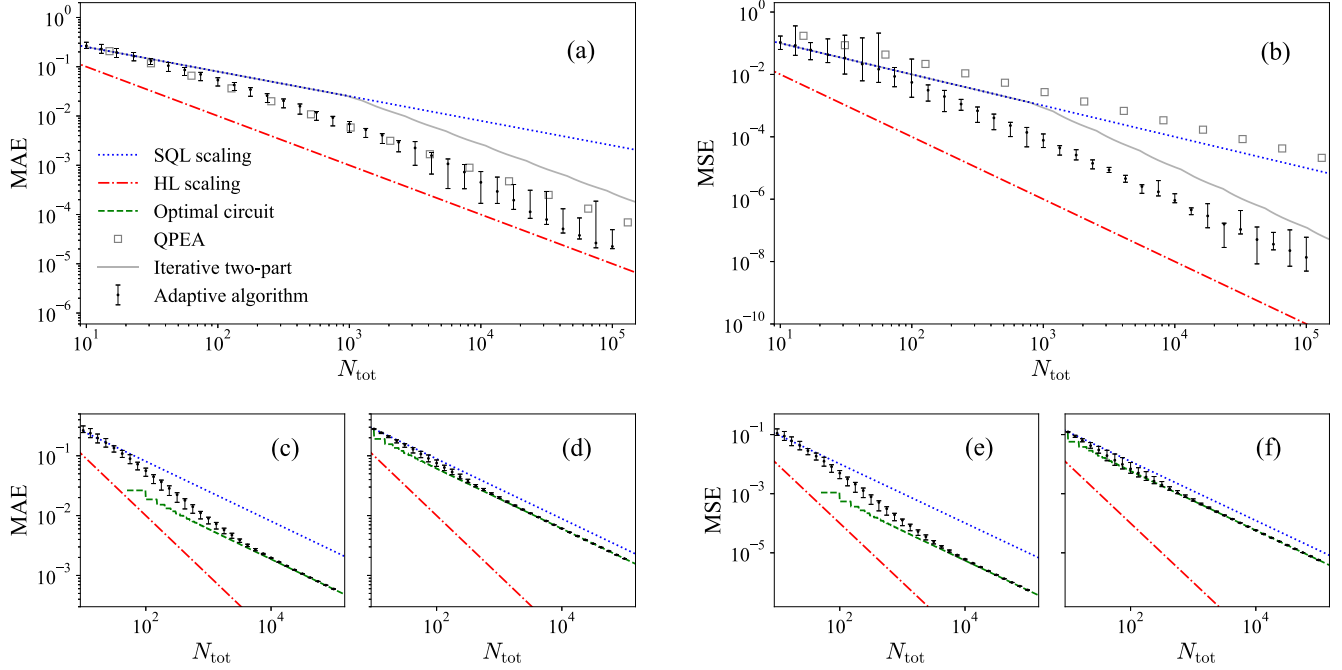 10^0
10^-1
10^-2
10^-3
10^-4
10^-5
10^-6
MAE
(a)
SQL scaling
HL scaling
Optimal circuit
QPEA
Iterative two-part
Adaptive algorithm
10^1
10^2
10^3
10^4
10^5
N_tot
10^0
10^-2
10^-4
10^-6
10^-8
10^-10
MSE
(b)
10^1
10^2
10^3
10^4
10^5
N_tot
10^-1
10^-2
10^-3
MAE
(c)
10^2
10^4
N_tot
(d)
10^2
10^4
N_tot
10^-1
10^-3
10^-5
MSE
(e)
10^2
10^4
N_tot
(f)
10^2
10^4
N_tot